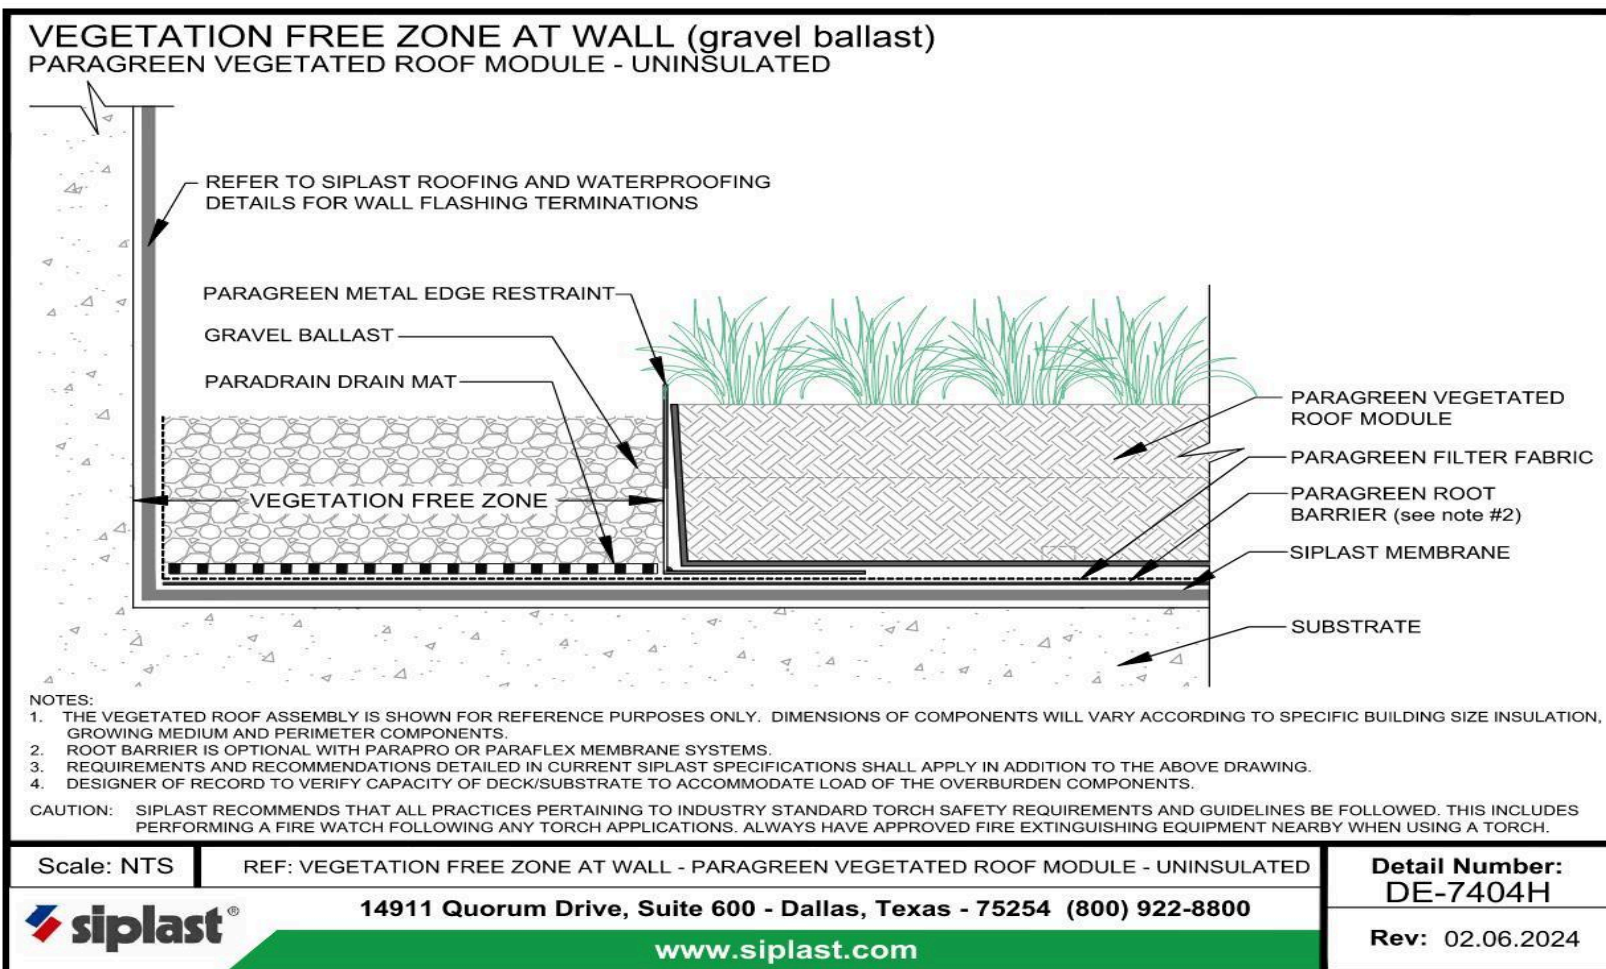 VEGETATION FREE ZONE AT WALL (gravel ballast)
PARAGREEN VEGETATED ROOF MODULE - UNINSULATED
REFER TO SIPLAST ROOFING AND WATERPROOFING
DETAILS FOR WALL FLASHING TERMINATIONS
PARAGREEN METAL EDGE RESTRAINT
GRAVEL BALLAST
PARADRAIN DRAIN MAT
VEGETATION FREE ZONE
PARAGREEN VEGETATED
ROOF MODULE
PARAGREEN FILTER FABRIC
PARAGREEN ROOT
BARRIER (see note #2)
SIPLAST MEMBRANE
SUBSTRATE
NOTES:
1. THE VEGETATED ROOF ASSEMBLY IS SHOWN FOR REFERENCE PURPOSES ONLY. DIMENSIONS OF COMPONENTS WILL VARY ACCORDING TO SPECIFIC BUILDING SIZE INSULATION,
GROWING MEDIUM AND PERIMETER COMPONENTS.
2. ROOT BARRIER IS OPTIONAL WITH PARAPRO OR PARAFLEX MEMBRANE SYSTEMS.
3. REQUIREMENTS AND RECOMMENDATIONS DETAILED IN CURRENT SIPLAST SPECIFICATIONS SHALL APPLY IN ADDITION TO THE ABOVE DRAWING.
4. DESIGNER OF RECORD TO VERIFY CAPACITY OF DECK/SUBSTRATE TO ACCOMMODATE LOAD OF THE OVERBURDEN COMPONENTS.
CAUTION: SIPLAST RECOMMENDS THAT ALL PRACTICES PERTAINING TO INDUSTRY STANDARD TORCH SAFETY REQUIREMENTS AND GUIDELINES BE FOLLOWED. THIS INCLUDES
PERFORMING A FIRE WATCH FOLLOWING ANY TORCH APPLICATIONS. ALWAYS HAVE APPROVED FIRE EXTINGUISHING EQUIPMENT NEARBY WHEN USING A TORCH.
Scale: NTS
REF: VEGETATION FREE ZONE AT WALL - PARAGREEN VEGETATED ROOF MODULE - UNINSULATED
Detail Number:
DE-7404H
siplast®
14911 Quorum Drive, Suite 600 - Dallas, Texas - 75254 (800) 922-8800
www.siplast.com
Rev: 02.06.2024